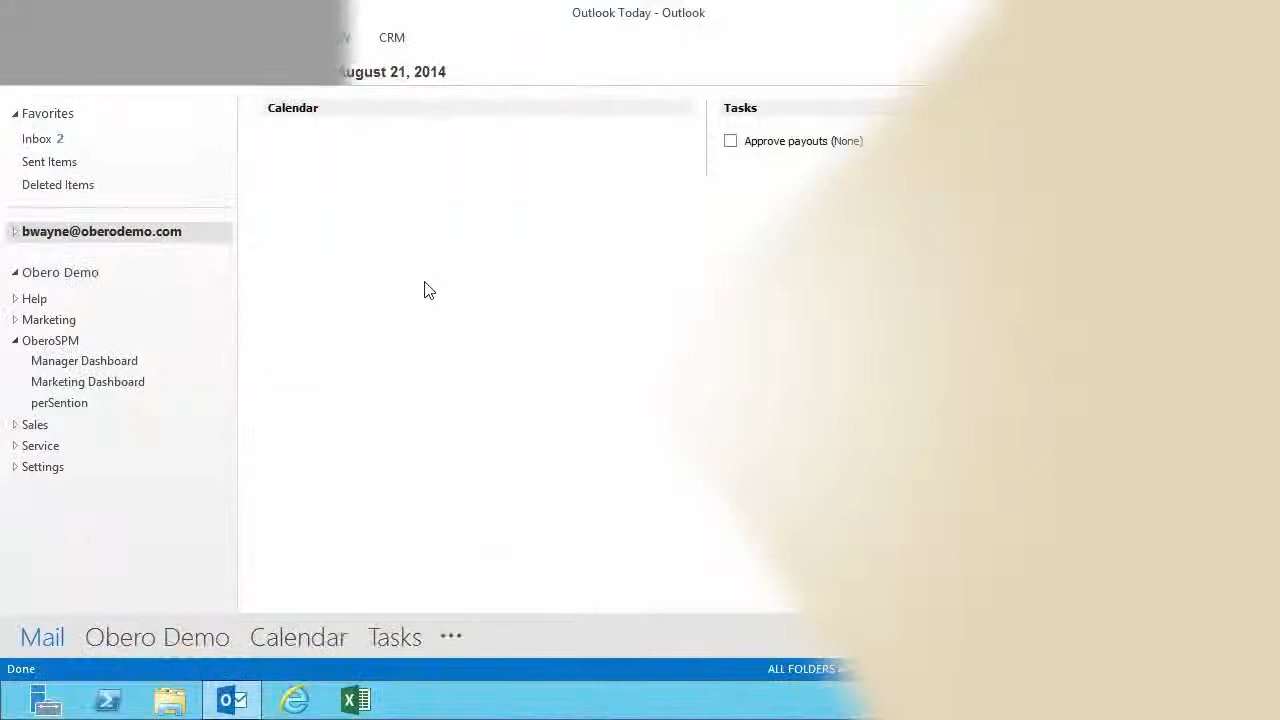 Outlook Today - Outlook
CRM
August 21, 2014
Favorites
Inbox 2
Sent Items
Deleted Items
bwayne@oberodemo.com
Obero Demo
Help
Marketing
OberoSPM
Manager Dashboard
Marketing Dashboard
perSention
Sales
Service
Settings
Calendar
Tasks
Approve payouts (None)
Mail Obero Demo Calendar Tasks •••
Done
ALL FOLDERS